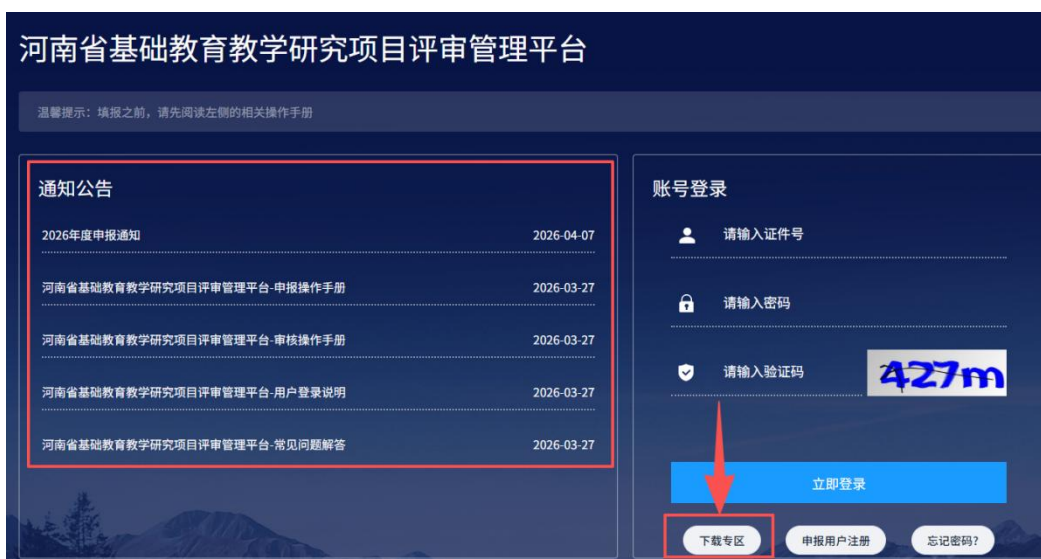 河南省基础教育教学研究项目评审管理平台
温馨提示：填报之前，请先阅读左侧的相关操作手册
通知公告
2026年度申报通知 2026-04-07
河南省基础教育教学研究项目评审管理平台-申报操作手册 2026-03-27
河南省基础教育教学研究项目评审管理平台-审核操作手册 2026-03-27
河南省基础教育教学研究项目评审管理平台-用户登录说明 2026-03-27
河南省基础教育教学研究项目评审管理平台-常见问题解答 2026-03-27
账号登录
请输入证件号
请输入密码
请输入验证码 427m
立即登录
下载专区 申报用户注册 忘记密码?